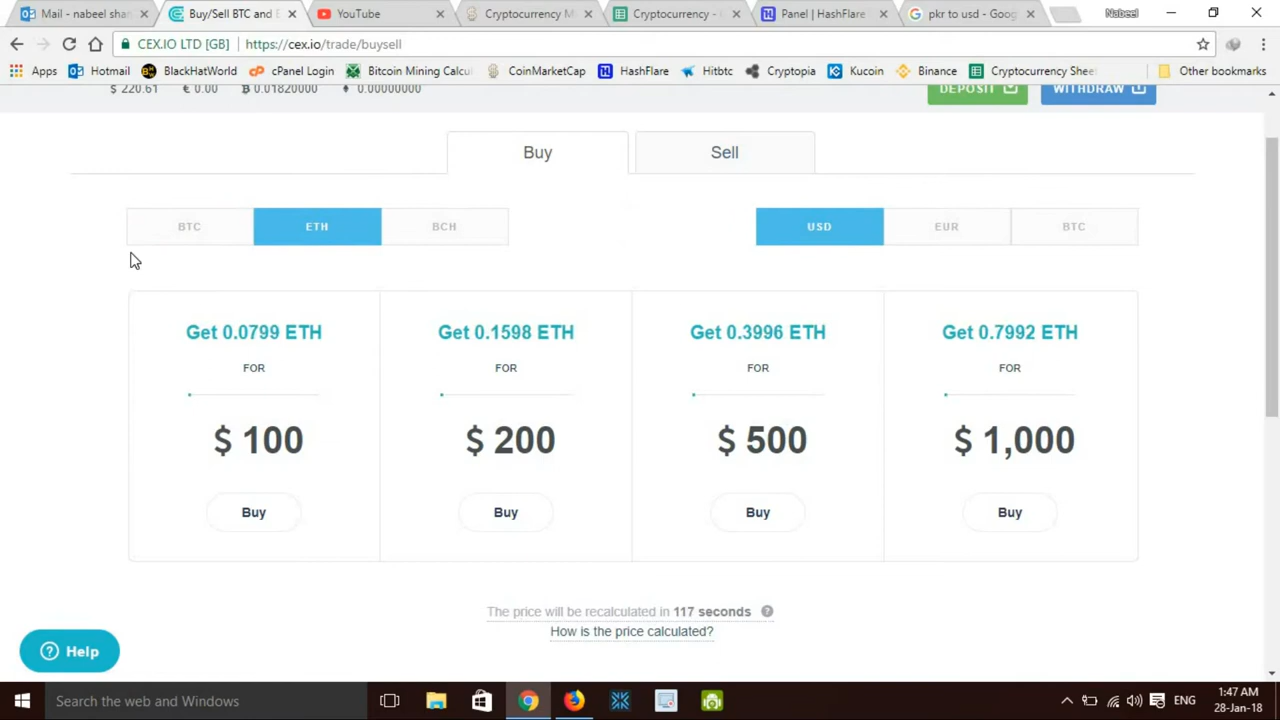 Mail - nabeel shar
Buy/Sell BTC and E
YouTube
Cryptocurrency M
Cryptocurrency - G
Panel | HashFlare
pkr to usd - Goog
Nabeel
CEX.IO LTD [GB]
https://cex.io/trade/buysell
Apps
Hotmail
BlackHatWorld
cPanel Login
Bitcoin Mining Calcu
CoinMarketCap
HashFlare
Hitbtc
Cryptopia
Kucoin
Binance
Cryptocurrency Shee
Other bookmarks
$ 220.61
€ 0.00
฿ 0.01820000
0.00000000
DEPOSIT
WITHDRAW
Buy
Sell
BTC
ETH
BCH
USD
EUR
BTC
Get 0.0799 ETH
FOR
$ 100
Buy
Get 0.1598 ETH
FOR
$ 200
Buy
Get 0.3996 ETH
FOR
$ 500
Buy
Get 0.7992 ETH
FOR
$ 1,000
Buy
The price will be recalculated in 117 seconds ?
How is the price calculated?
? Help
Search the web and Windows
ENG
1:47 AM
28-Jan-18